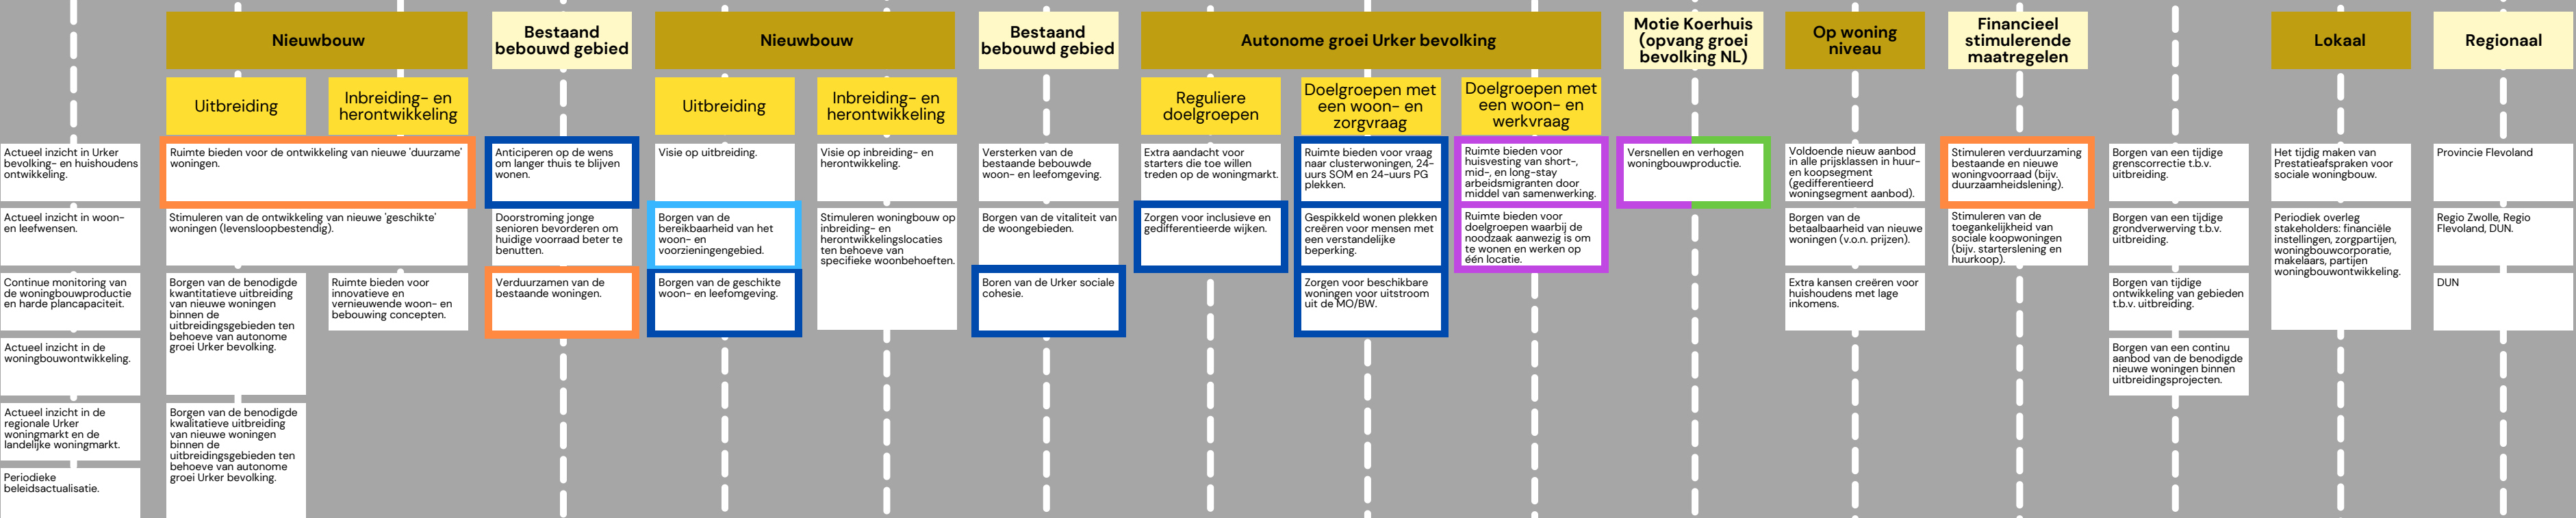 Nieuwbouw
Bestaand
bebouwd gebied
Nieuwbouw
Bestaand
bebouwd gebied
Autonome groei Urker bevolking
Motie Koerhuis
(opvang groei
bevolking NL)
Op woning
niveau
Financieel
stimulerende
maatregelen
Lokaal
Regionaal
Uitbreiding
Inbreiding- en
herontwikkeling
Uitbreiding
Inbreiding- en
herontwikkeling
Reguliere
doelgroepen
Doelgroepen met
een woon- en
zorgvraag
Doelgroepen met
een woon- en
werkvraag
Actueel inzicht in Urker
bevolking- en huishoudens
ontwikkeling.
Actueel inzicht in woon-
en leefwensen.
Continue monitoring van
de woningbouwproductie
en harde plancapaciteit.
Actueel inzicht in de
woningbouwontwikkeling.
Actueel inzicht in de
regionale Urker
woningmarkt en de
landelijke woningmarkt.
Periodieke
beleidsactualisatie.
Ruimte bieden voor de ontwikkeling van nieuwe 'duurzame'
woningen.
Stimuleren van de ontwikkeling van nieuwe 'geschikte'
woningen (levensloopbestendig).
Borgen van de benodigde
kwantitatieve uitbreiding
van nieuwe woningen
binnen de
uitbreidingsgebieden ten
behoeve van autonome
groei Urker bevolking.
Borgen van de benodigde
kwalitatieve uitbreiding
van nieuwe woningen
binnen de
uitbreidingsgebieden ten
behoeve van autonome
groei Urker bevolking.
Ruimte bieden voor
innovatieve en
vernieuwende woon- en
bebouwing concepten.
Anticiperen op de wens
om langer thuis te blijven
wonen.
Doorstroming jonge
senioren bevorderen om
huidige voorraad beter te
benutten.
Verduurzamen van de
bestaande woningen.
Visie op uitbreiding.
Borgen van de
bereikbaarheid van het
woon- en
voorzieningengebied.
Borgen van de geschikte
woon- en leefomgeving.
Visie op inbreiding- en
herontwikkeling.
Stimuleren woningbouw op
inbreiding- en
herontwikkelingslocaties
ten behoeve van
specifieke woonbehoeften.
Versterken van de
bestaande bebouwde
woon- en leefomgeving.
Borgen van de vitaliteit van
de woongebieden.
Boren van de Urker sociale
cohesie.
Extra aandacht voor
starters die toe willen
treden op de woningmarkt.
Zorgen voor inclusieve en
gedifferentieerde wijken.
Ruimte bieden voor vraag
naar clusterwoningen, 24-
uurs SOM en 24-uurs PG
plekken.
Gespikkeld wonen plekken
creëren voor mensen met
een verstandelijke
beperking.
Zorgen voor beschikbare
woningen voor uitstroom
uit de MO/BW.
Ruimte bieden voor
huisvesting van short-,
mid-, en long-stay
arbeidsmigranten door
middel van samenwerking.
Ruimte bieden voor
doelgroepen waarbij de
noodzaak aanwezig is om
te wonen en werken op
één locatie.
Versnellen en verhogen
woningbouwproductie.
Voldoende nieuw aanbod
in alle prijsklassen in huur-
en koopsegment
(gedifferentieerd
woningsegment aanbod).
Borgen van de
betaalbaarheid van nieuwe
woningen (v.o.n. prijzen).
Extra kansen creëren voor
huishoudens met lage
inkomens.
Stimuleren verduurzaming
bestaande en nieuwe
woningvoorraad (bijv.
duurzaamheidslening).
Stimuleren van de
toegankelijkheid van
sociale koopwoningen
(bijv. starterslening en
huurkoop).
Borgen van een tijdige
grenscorrectie t.b.v.
uitbreiding.
Borgen van een tijdige
grondverwerving t.b.v.
uitbreiding.
Borgen van tijdige
ontwikkeling van gebieden
t.b.v. uitbreiding.
Borgen van een continu
aanbod van de benodigde
nieuwe woningen binnen
uitbreidingsprojecten.
Het tijdig maken van
Prestatieafspraken voor
sociale woningbouw.
Periodiek overleg
stakeholders: financiële
instellingen, zorgpartijen,
woningbouwcorporatie,
makelaars, partijen
woningbouwontwikkeling.
Provincie Flevoland
Regio Zwolle, Regio
Flevoland, DUN.
DUN